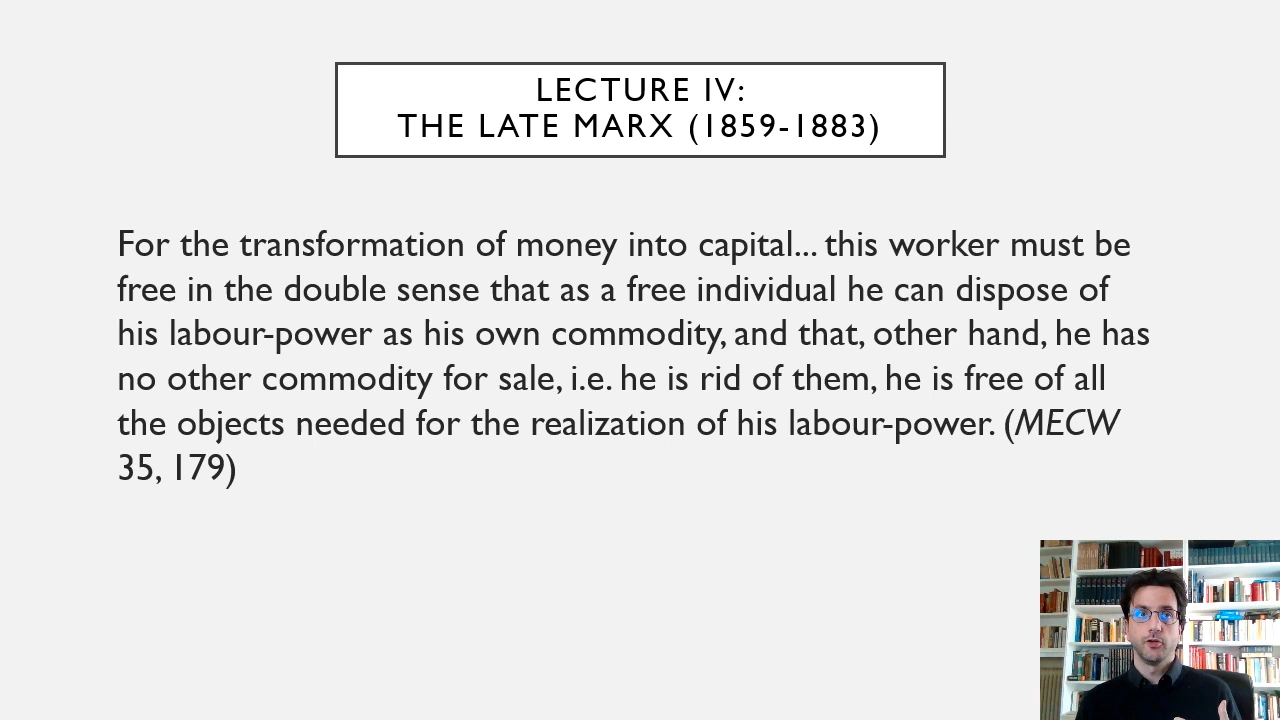 LECTURE IV:
THE LATE MARX (1859-1883)
For the transformation of money into capital... this worker must be
free in the double sense that as a free individual he can dispose of
his labour-power as his own commodity, and that, other hand, he has
no other commodity for sale, i.e. he is rid of them, he is free of all
the objects needed for the realization of his labour-power. (MECW
35, 179)